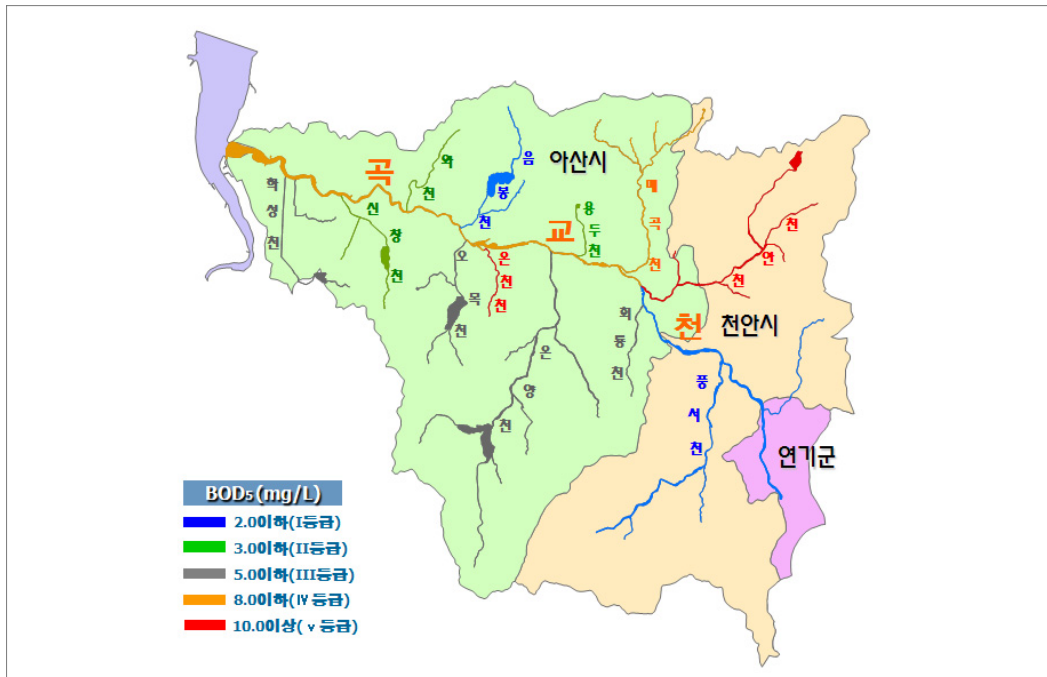 아산시
천안시
연기군
곡
교
천
학성천
신창천
와천
음봉천
오목천
온천천
용두천
매곡천
온양천
회룡천
천안천
풍서천
BOD₅(mg/L)
2.0이하(I등급)
3.0이하(II등급)
5.0이하(III등급)
8.0이하(IV등급)
10.0이상(v등급)